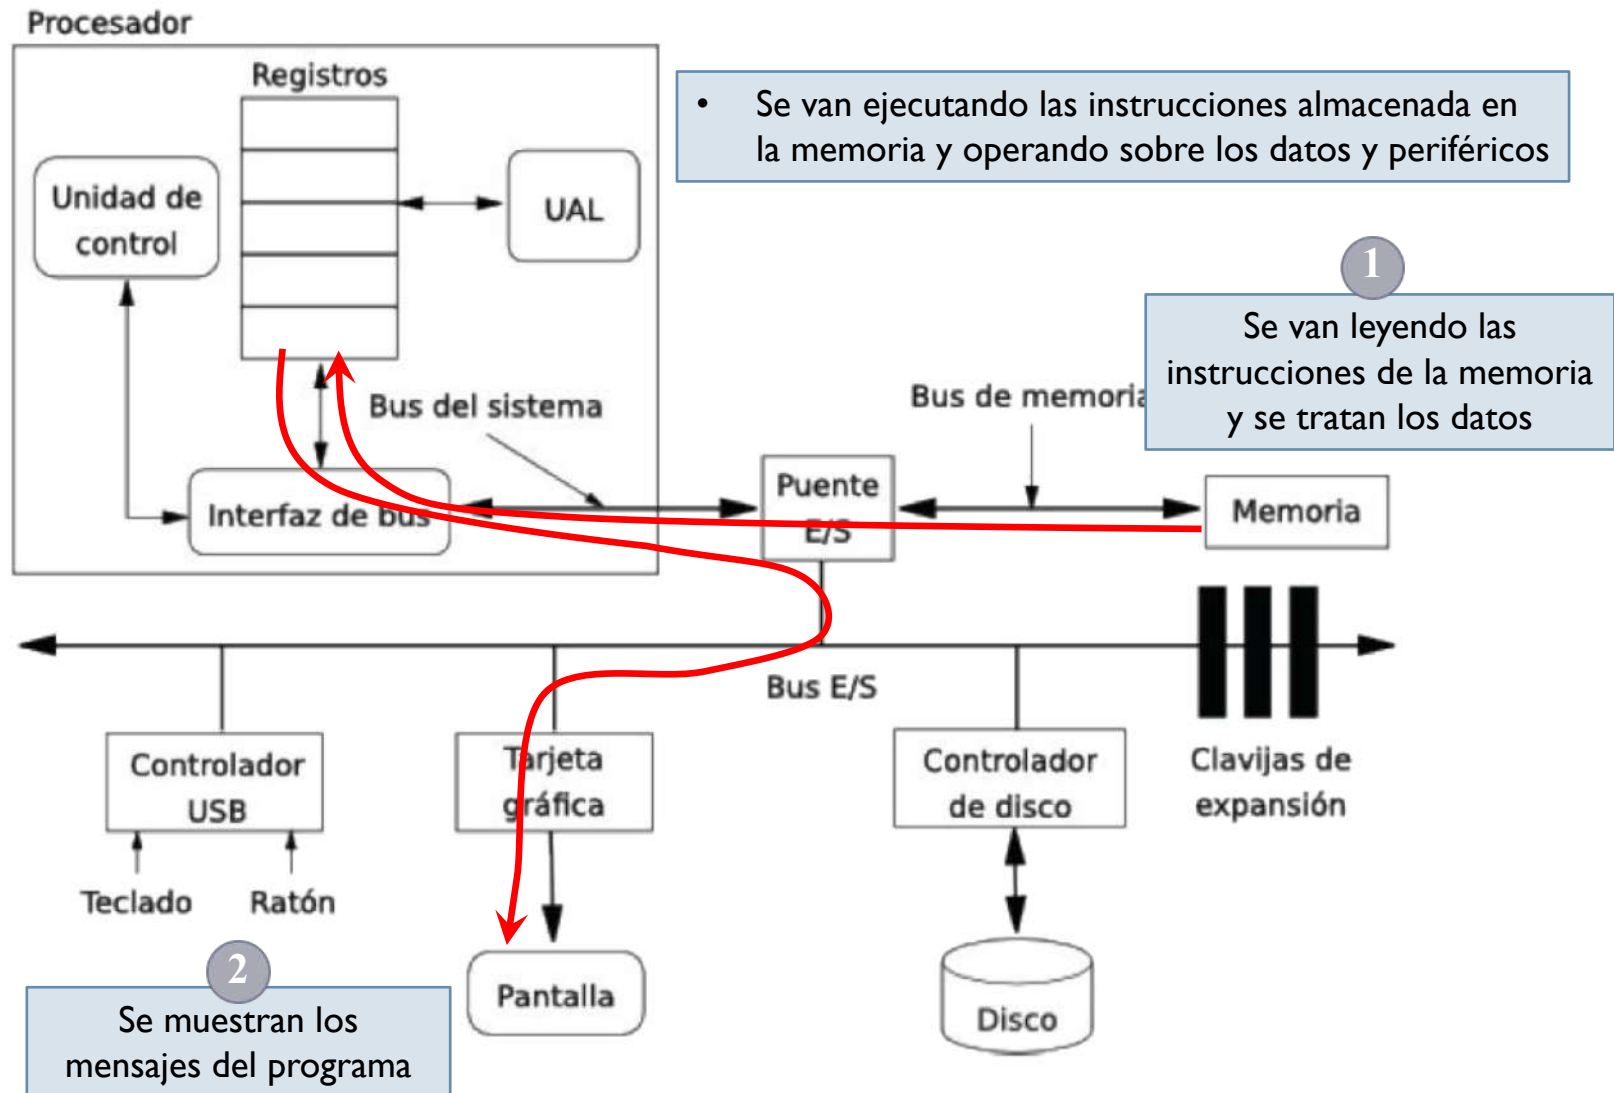 Procesador
Registros
• Se van ejecutando las instrucciones almacenada en
la memoria y operando sobre los datos y periféricos
Unidad de
control
UAL
1
Se van leyendo las
instrucciones de la memoria
y se tratan los datos
Bus del sistema
Bus de memoria
Interfaz de bus
Puente
E/S
Memoria
Bus E/S
Controlador
USB
Tarjeta
gráfica
Controlador
de disco
Clavijas de
expansión
Teclado
Ratón
2
Se muestran los
mensajes del programa
Pantalla
Disco